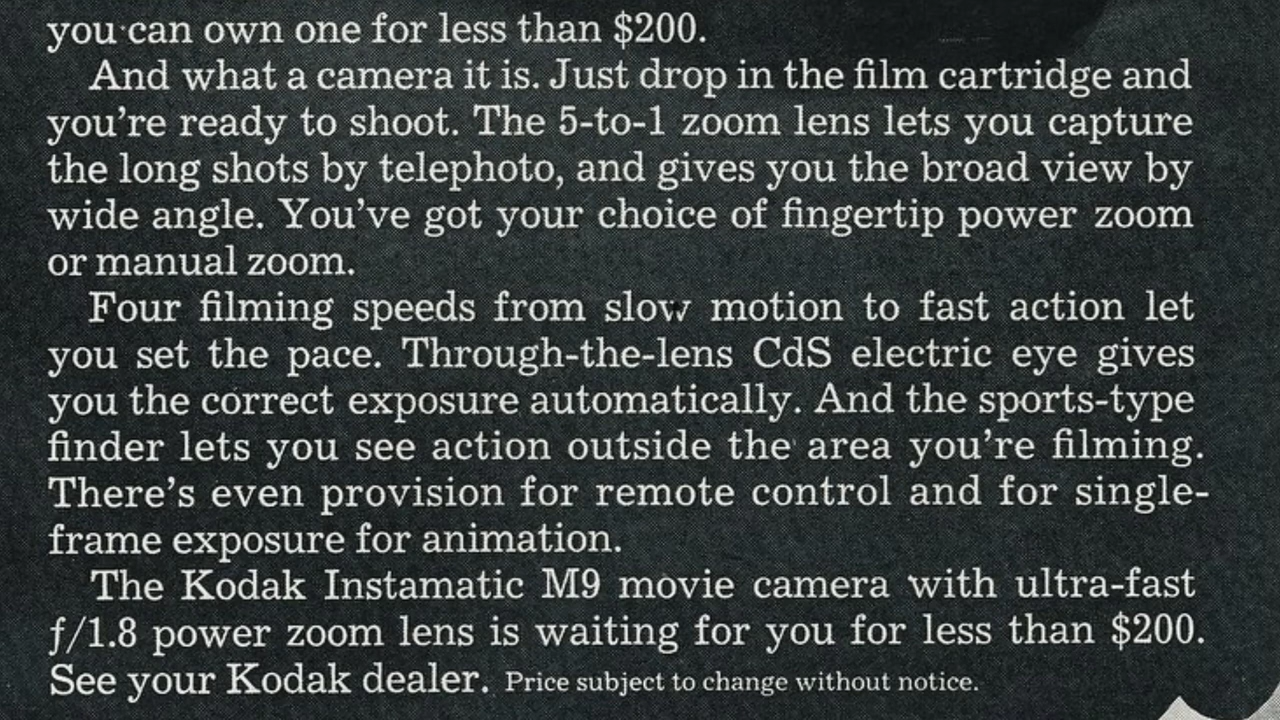 you can own one for less than $200.
And what a camera it is. Just drop in the film cartridge and
you're ready to shoot. The 5-to-1 zoom lens lets you capture
the long shots by telephoto, and gives you the broad view by
wide angle. You've got your choice of fingertip power zoom
or manual zoom.
Four filming speeds from slow motion to fast action let
you set the pace. Through-the-lens CdS electric eye gives
you the correct exposure automatically. And the sports-type
finder lets you see action outside the area you're filming.
There's even provision for remote control and for single-
frame exposure for animation.
The Kodak Instamatic M9 movie camera with ultra-fast
f/1.8 power zoom lens is waiting for you for less than $200.
See your Kodak dealer. Price subject to change without notice.